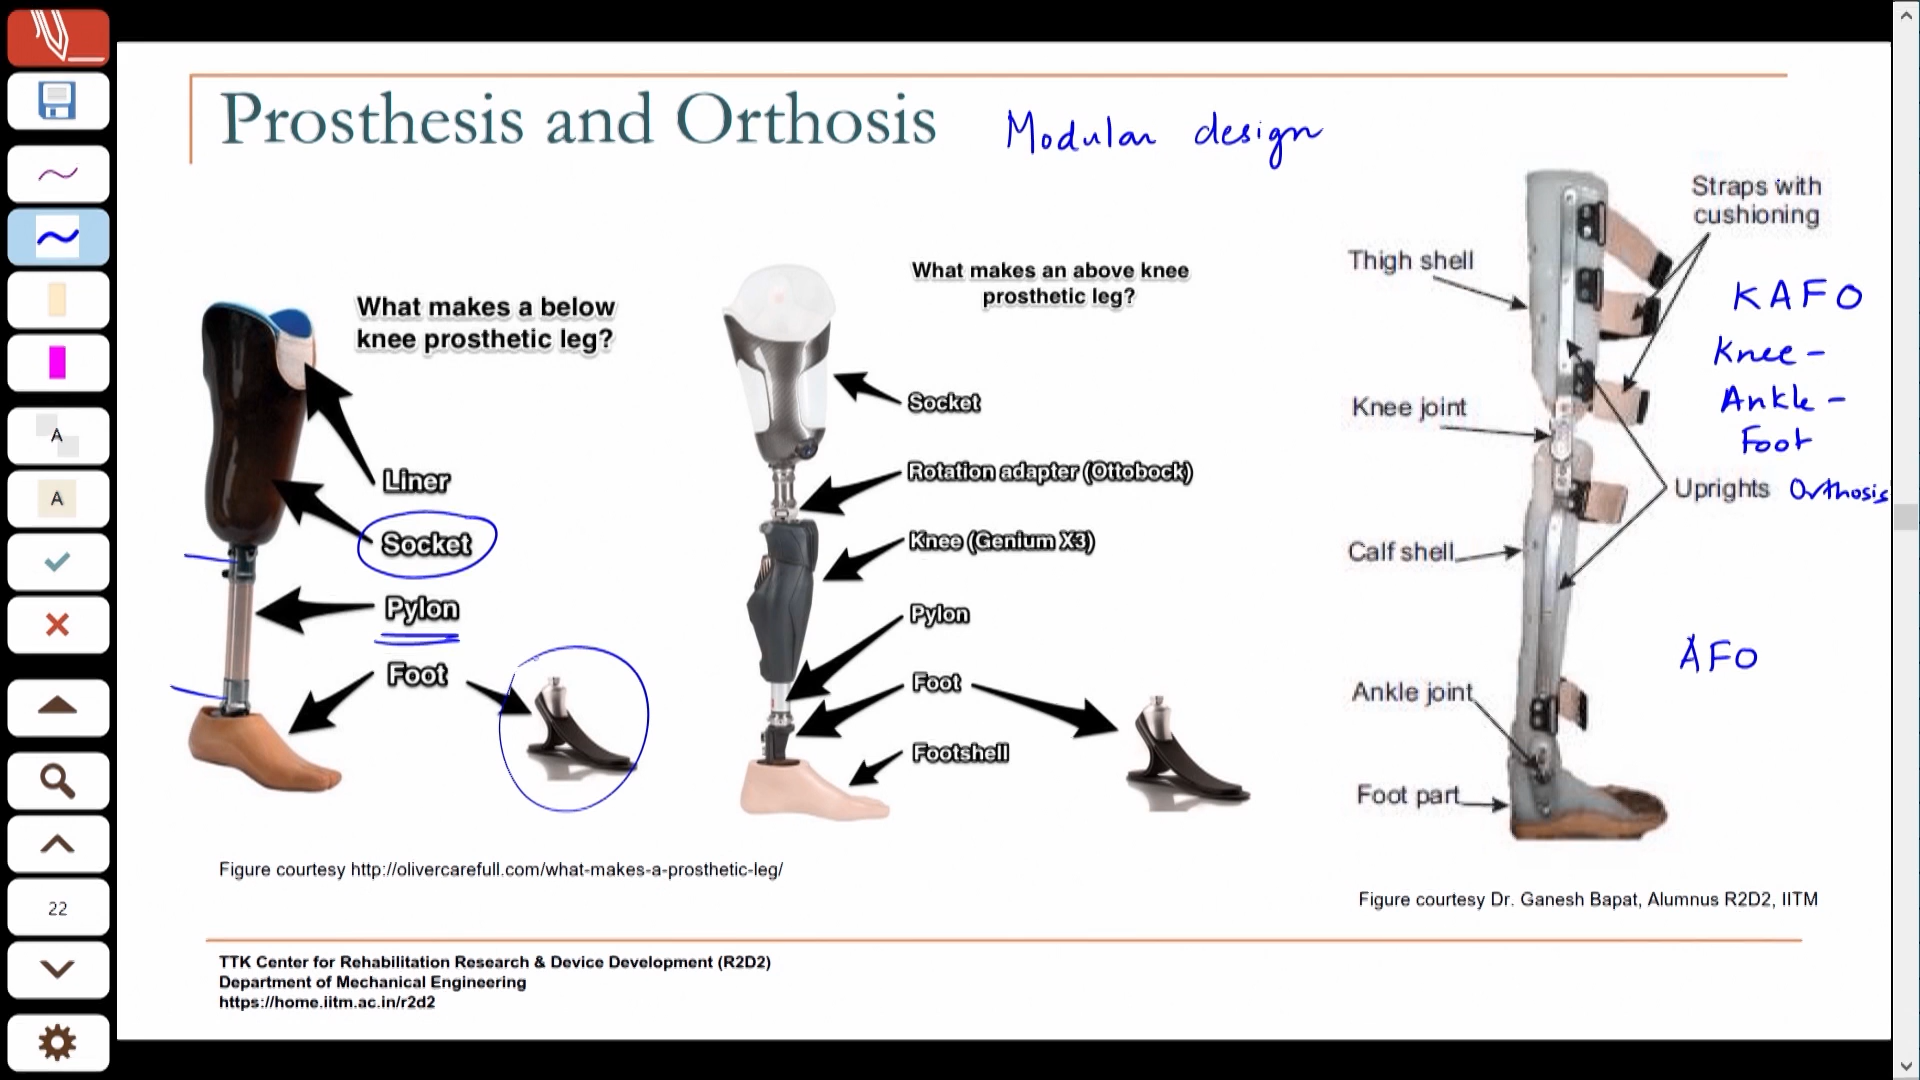 Prosthesis and Orthosis
Modular design
What makes a below
knee prosthetic leg?
Liner
Socket
Pylon
Foot
What makes an above knee
prosthetic leg?
Socket
Rotation adapter (Ottobock)
Knee (Genium X3)
Pylon
Foot
Footshell
Straps with
cushioning
Thigh shell
KAFO
Knee -
Ankle -
Foot
Orthosis
Knee joint
Uprights
Calf shell
AFO
Ankle joint
Foot part
Figure courtesy http://olivercarefull.com/what-makes-a-prosthetic-leg/
Figure courtesy Dr. Ganesh Bapat, Alumnus R2D2, IITM
TTK Center for Rehabilitation Research & Device Development (R2D2)
Department of Mechanical Engineering
https://home.iitm.ac.in/r2d2
A
A
22